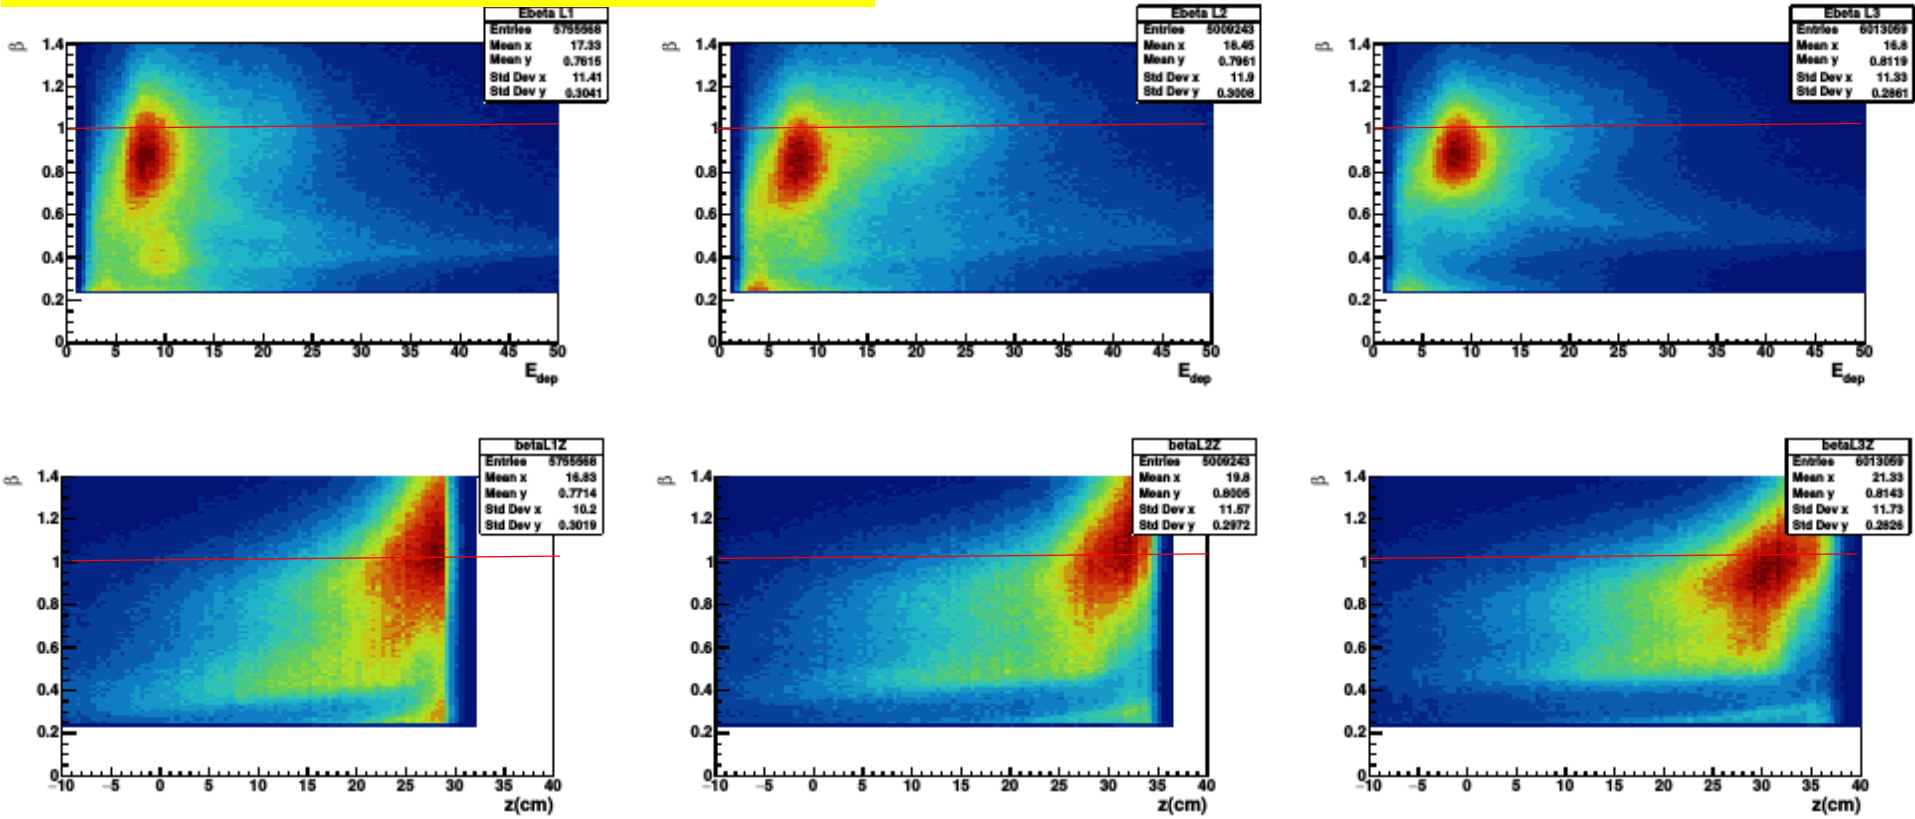 Ebeta L1
Entries 5755568
Mean x 17.33
Mean y 0.7615
Std Dev x 11.41
Std Dev y 0.3041
β
1.4
1.2
1
0.8
0.6
0.4
0.2
0
0 5 10 15 20 25 30 35 40 45 50
E_dep
Ebeta L2
Entries 5009243
Mean x 18.45
Mean y 0.7961
Std Dev x 11.9
Std Dev y 0.3008
β
1.4
1.2
1
0.8
0.6
0.4
0.2
0
0 5 10 15 20 25 30 35 40 45 50
E_dep
Ebeta L3
Entries 6013059
Mean x 16.8
Mean y 0.8119
Std Dev x 11.33
Std Dev y 0.2861
β
1.4
1.2
1
0.8
0.6
0.4
0.2
0
0 5 10 15 20 25 30 35 40 45 50
E_dep
betaL1Z
Entries 5755568
Mean x 16.83
Mean y 0.7714
Std Dev x 10.2
Std Dev y 0.3019
β
1.4
1.2
1
0.8
0.6
0.4
0.2
0
−10 −5 0 5 10 15 20 25 30 35 40
z(cm)
betaL2Z
Entries 5009243
Mean x 19.8
Mean y 0.8005
Std Dev x 11.57
Std Dev y 0.2972
β
1.4
1.2
1
0.8
0.6
0.4
0.2
0
−10 −5 0 5 10 15 20 25 30 35 40
z(cm)
betaL3Z
Entries 6013059
Mean x 21.33
Mean y 0.8143
Std Dev x 11.73
Std Dev y 0.2826
β
1.4
1.2
1
0.8
0.6
0.4
0.2
0
−10 −5 0 5 10 15 20 25 30 35 40
z(cm)